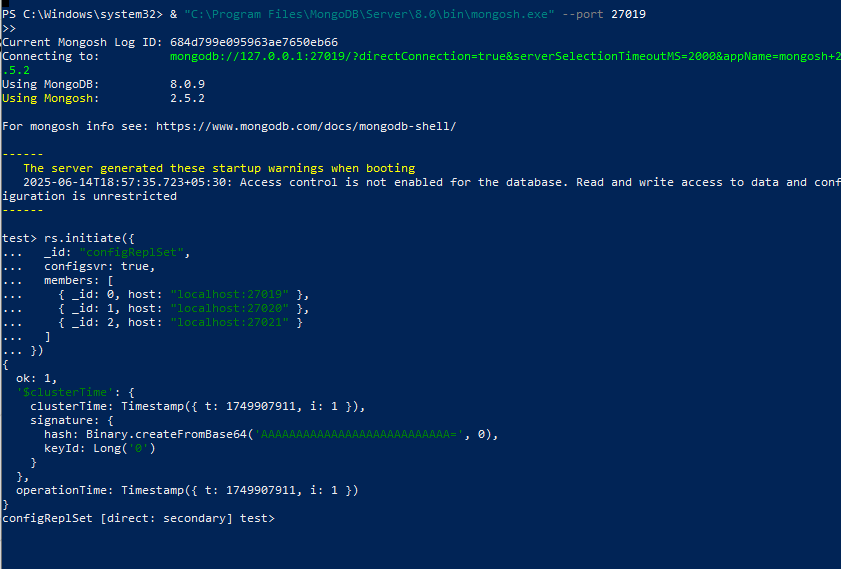 PS C:\Windows\system32> & "C:\Program Files\MongoDB\Server\8.0\bin\mongosh.exe" --port 27019
>>
Current Mongosh Log ID: 684d799e095963ae7650eb66
Connecting to:          mongodb://127.0.0.1:27019/?directConnection=true&serverSelectionTimeoutMS=2000&appName=mongosh+2
.5.2
Using MongoDB:          8.0.9
Using Mongosh:          2.5.2
For mongosh info see: https://www.mongodb.com/docs/mongodb-shell/
------
   The server generated these startup warnings when booting
   2025-06-14T18:57:35.723+05:30: Access control is not enabled for the database. Read and write access to data and conf
iguration is unrestricted
------
test> rs.initiate({
...   _id: "configReplSet",
...   configsvr: true,
...   members: [
...     { _id: 0, host: "localhost:27019" },
...     { _id: 1, host: "localhost:27020" },
...     { _id: 2, host: "localhost:27021" }
...   ]
... })
{
  ok: 1,
  '$clusterTime': {
    clusterTime: Timestamp({ t: 1749907911, i: 1 }),
    signature: {
      hash: Binary.createFromBase64('AAAAAAAAAAAAAAAAAAAAAAAAAAA=', 0),
      keyId: Long('0')
    }
  },
  operationTime: Timestamp({ t: 1749907911, i: 1 })
}
configReplSet [direct: secondary] test>